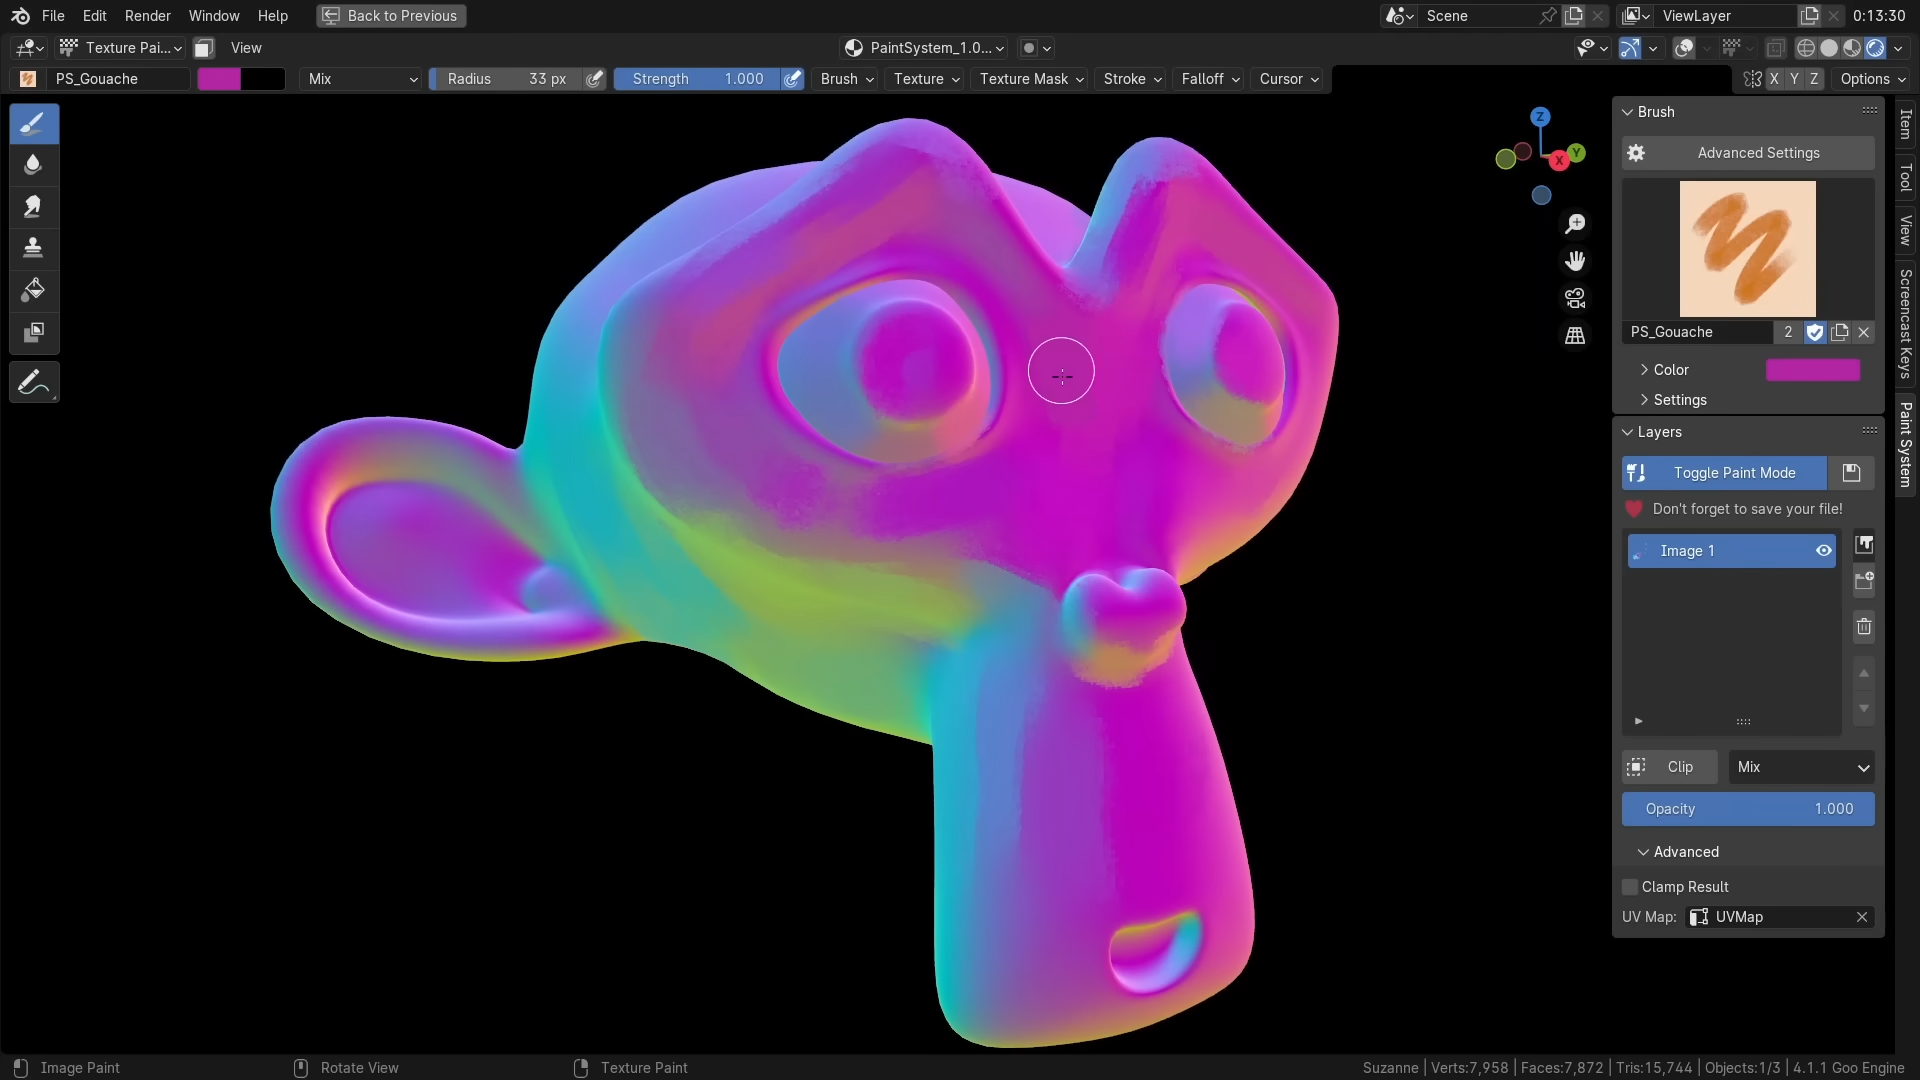 File Edit Render Window Help Back to Previous Scene ViewLayer 0:13:30
Texture Pai... View PaintSystem_1.0...
PS_Gouache Mix Radius 33 px Strength 1.000 Brush Texture Texture Mask Stroke Falloff Cursor X Y Z Options
Z
Y
X
Brush
Advanced Settings
PS_Gouache 2
Color
Settings
Layers
Toggle Paint Mode
Don't forget to save your file!
Image 1
Clip Mix
Opacity 1.000
Advanced
Clamp Result
UV Map: UVMap
Item
Tool
View
Screencast Keys
Paint System
Image Paint Rotate View Texture Paint Suzanne | Verts:7,958 | Faces:7,872 | Tris:15,744 | Objects:1/3 | 4.1.1 Goo Engine